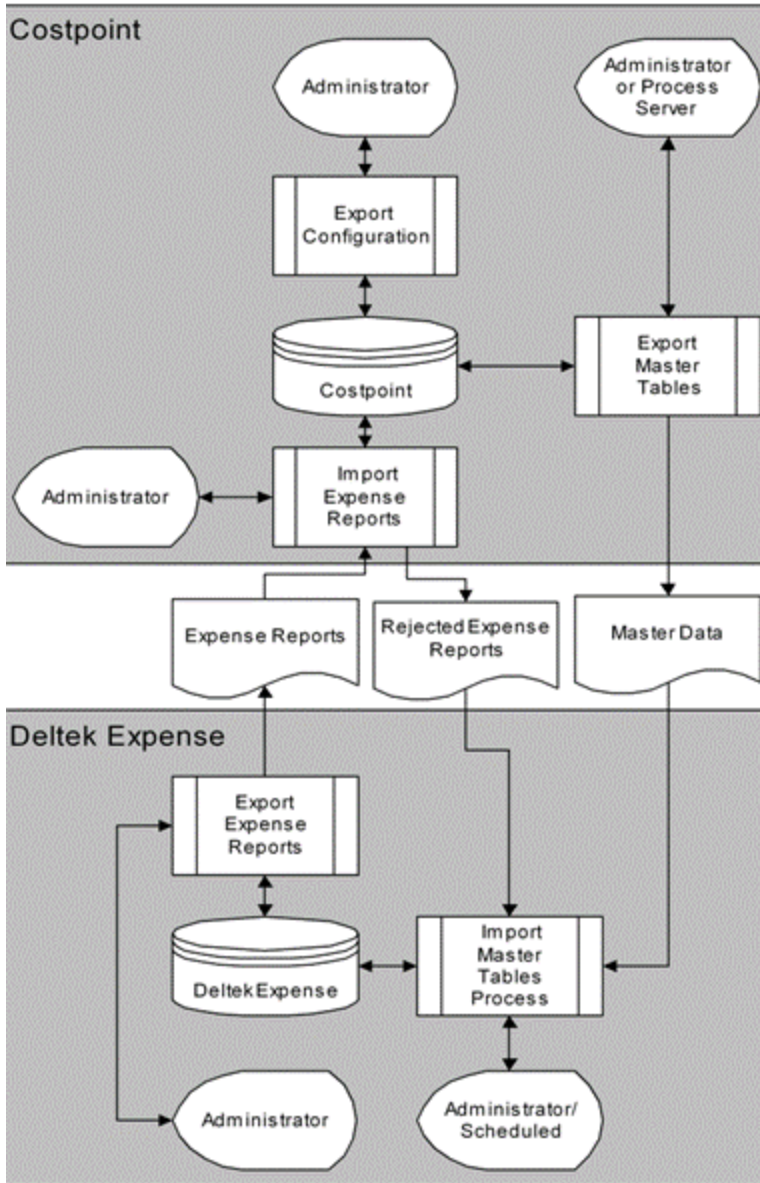 Costpoint
Administrator
Administrator
or Process
Server
Export
Configuration
Costpoint
Export
Master
Tables
Administrator
Import
Expense
Reports
Expense Reports
Rejected Expense
Reports
Master Data
Deltek Expense
Export
Expense
Reports
Deltek Expense
Import
Master
Tables
Process
Administrator
Administrator/
Scheduled